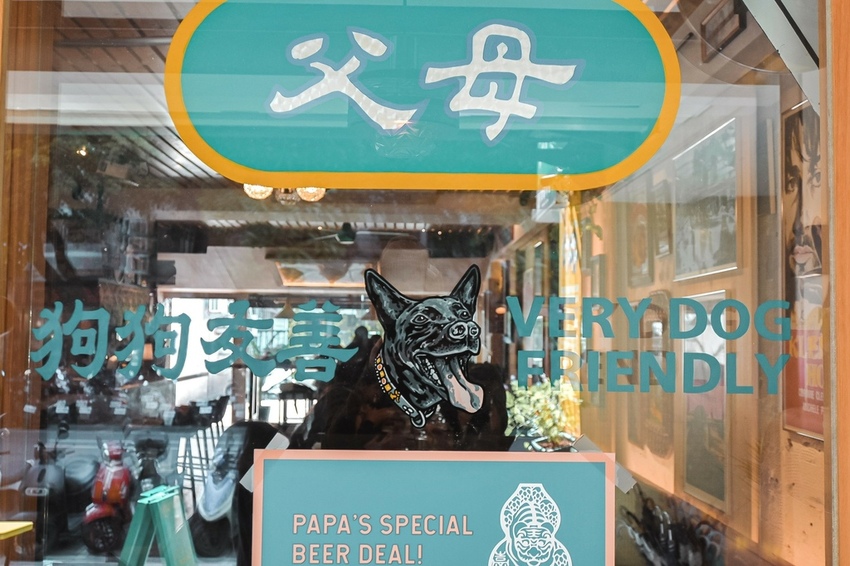 父母
狗狗友善
VERY DOG
FRIENDLY
PAPA'S SPECIAL
BEER DEAL!